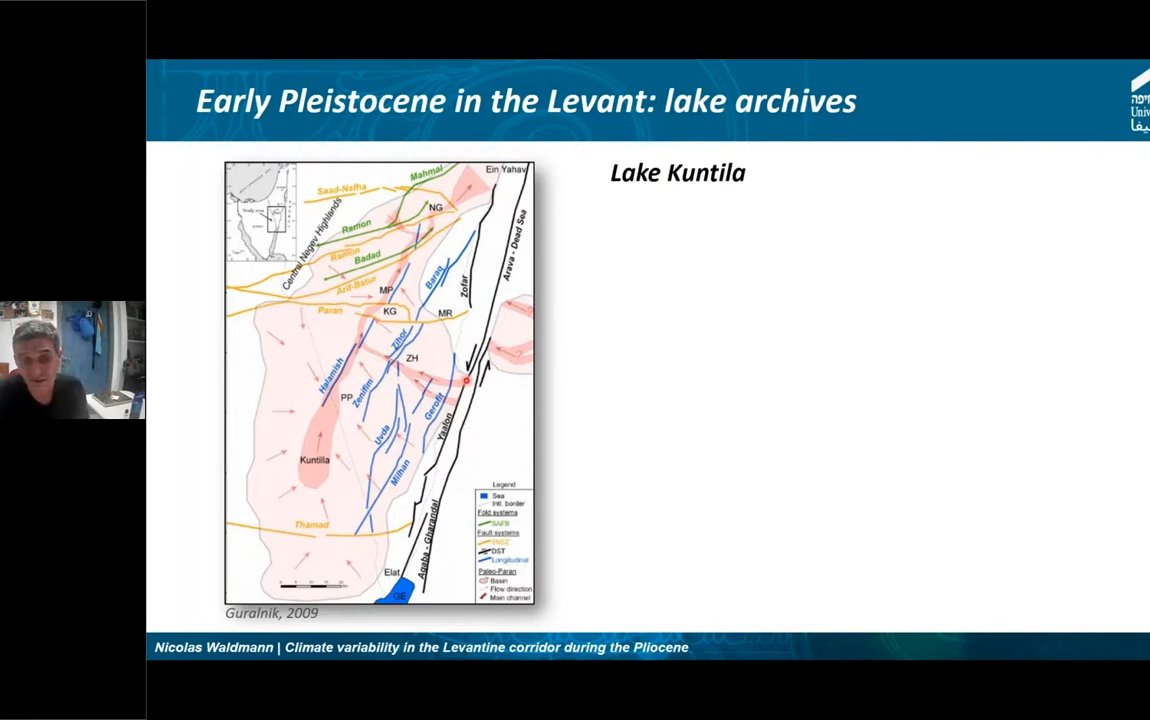 Early Pleistocene in the Levant: lake archives
חיפה
Univ
Lake Kuntila
Ein Yahav
Mahmal
Saad-Nafha
NG
Central Negev Highlands
Ramon
Ramon
Badad
Arif-Batur
Arava - Dead Sea
Baraq
Zofar
MP
Paran
KG
MR
Zihor
ZH
Halamish
Zenifim
PP
Gerofit
Yaalon
Uvda
Milhan
Kuntilla
Thamad
Aqaba - Gharandal
Elat
GE
Legend
Sea
Intl. border
Fold systems
SAFB
Fault systems
DST
Longitudinal
Paleo-Paran
Basin
Flow direction
Main channel
Guralnik, 2009
Nicolas Waldmann | Climate variability in the Levantine corridor during the Pliocene